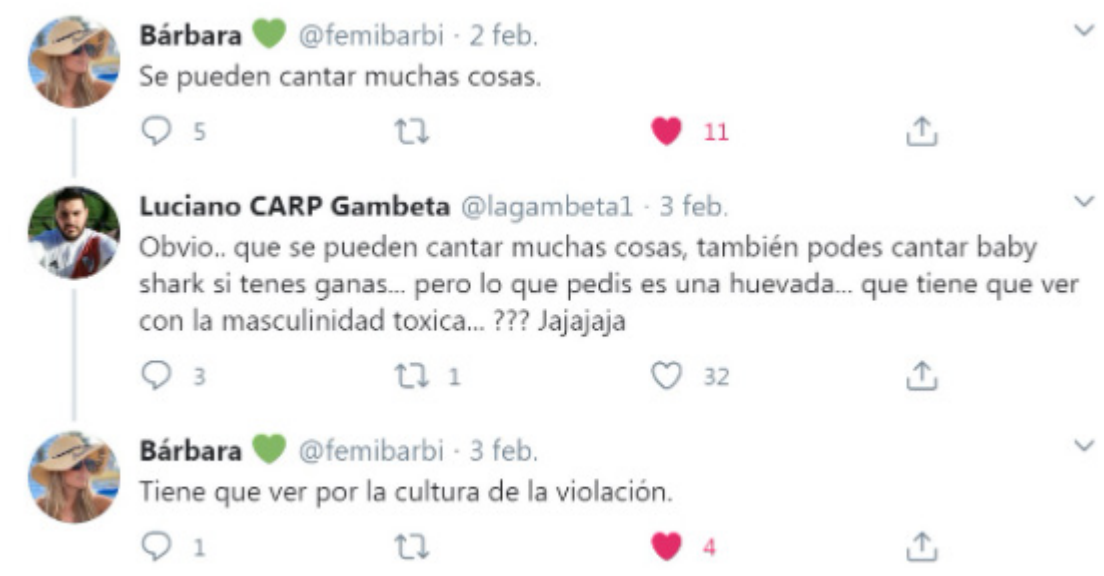 Bárbara 💚 @femibarbi · 2 feb.
Se pueden cantar muchas cosas.
5 11
Luciano CARP Gambeta @lagambeta1 · 3 feb.
Obvio.. que se pueden cantar muchas cosas, también podes cantar baby
shark si tenes ganas... pero lo que pedis es una huevada... que tiene que ver
con la masculinidad toxica... ??? Jajajaja
3 1 32
Bárbara 💚 @femibarbi · 3 feb.
Tiene que ver por la cultura de la violación.
1 4